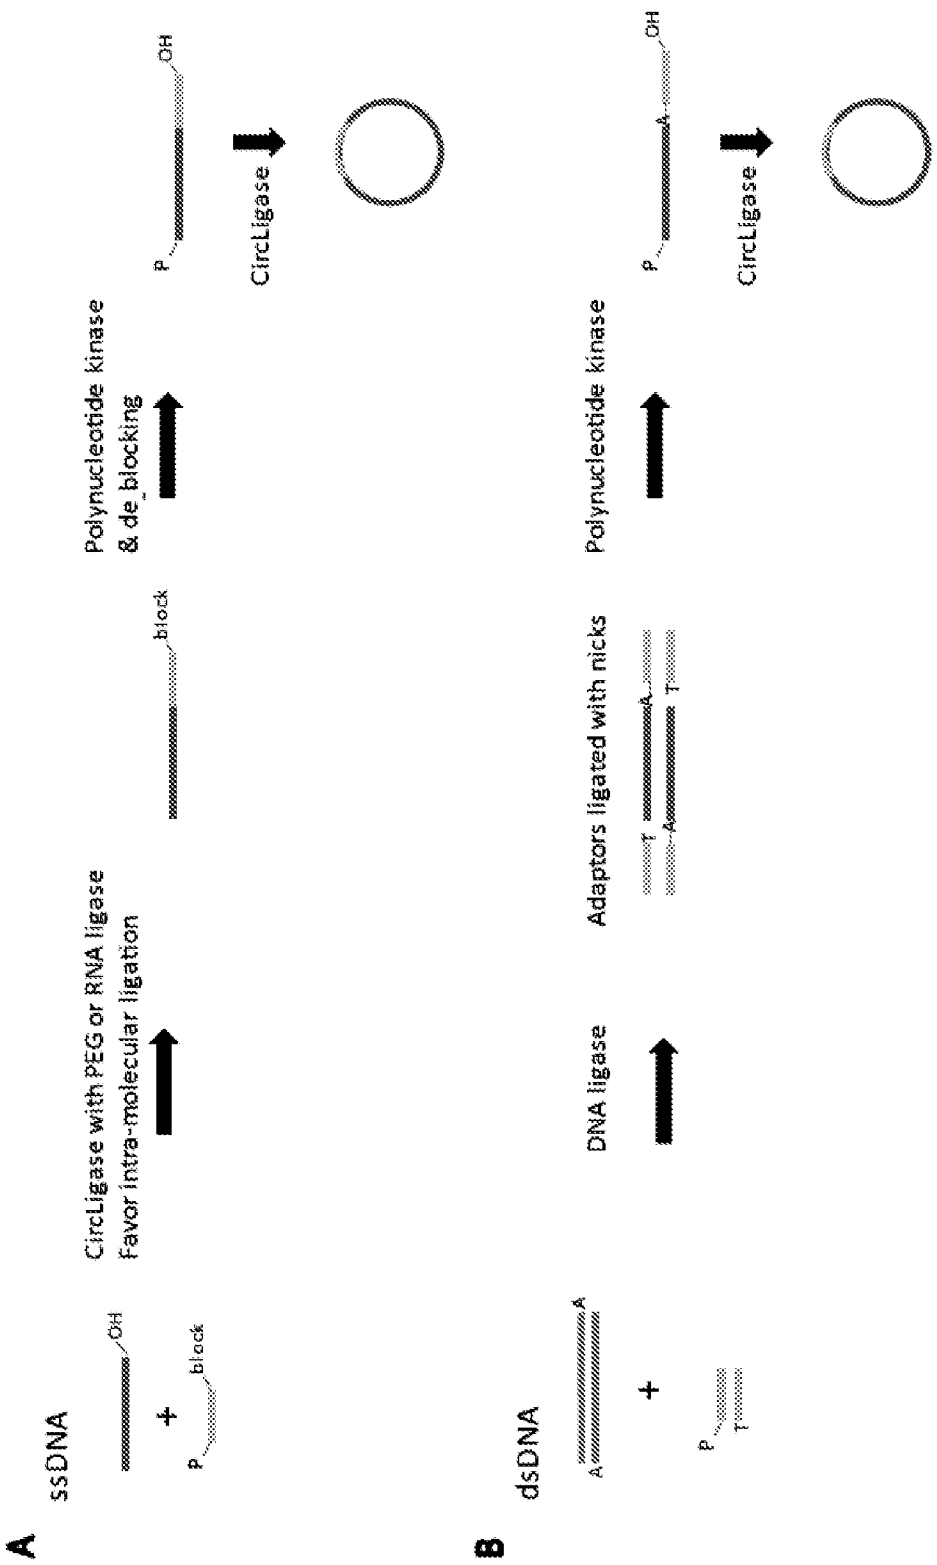 A
ssDNA
OH
+
P
block
CircLigase with PEG or RNA ligase
Favor intra-molecular ligation
block
Polynucleotide kinase
& de_blocking
P
OH
CircLigase
B
dsDNA
A
A
+
P
T
DNA ligase
Adaptors ligated with nicks
T
A
A
T
Polynucleotide kinase
P
A
OH
CircLigase